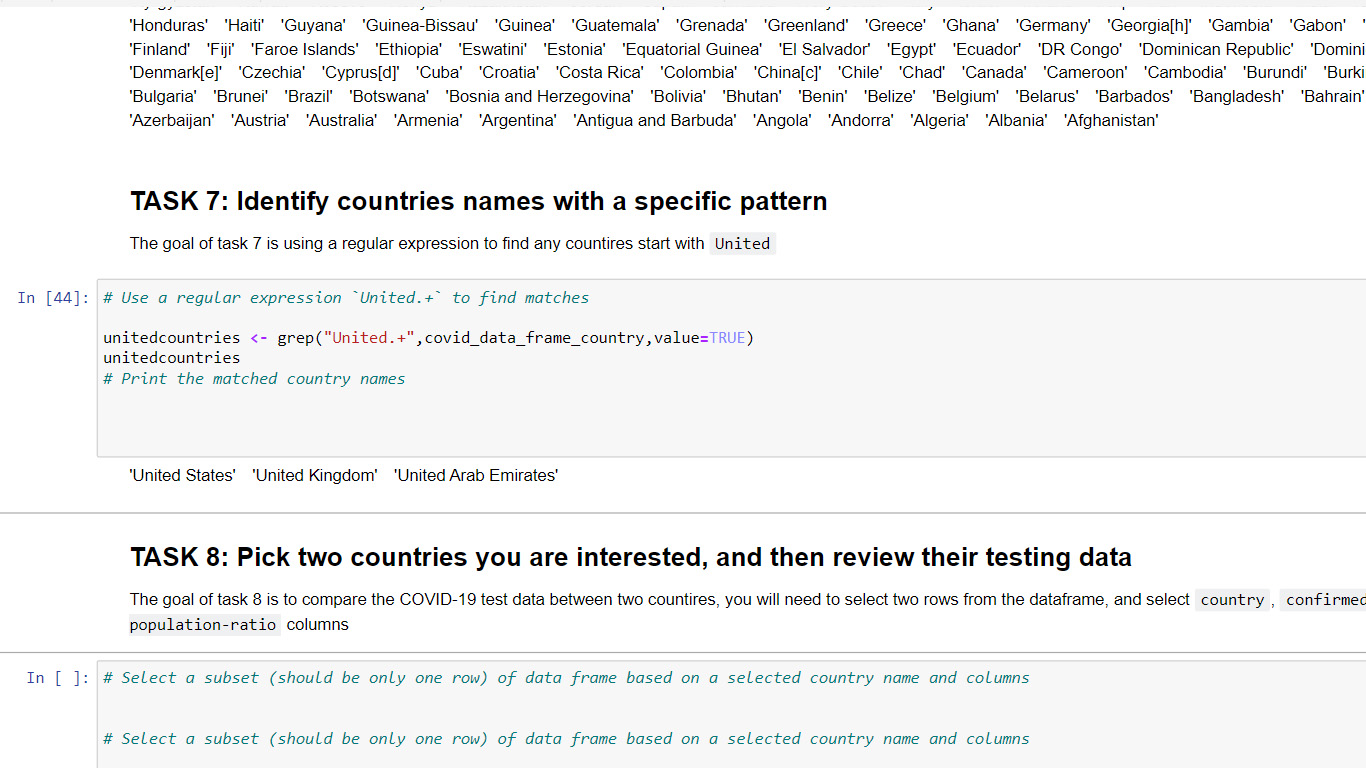 'Honduras' 'Haiti' 'Guyana' 'Guinea-Bissau' 'Guinea' 'Guatemala' 'Grenada' 'Greenland' 'Greece' 'Ghana' 'Germany' 'Georgia[h]' 'Gambia' 'Gabon' '
'Finland' 'Fiji' 'Faroe Islands' 'Ethiopia' 'Eswatini' 'Estonia' 'Equatorial Guinea' 'El Salvador' 'Egypt' 'Ecuador' 'DR Congo' 'Dominican Republic' 'Domini
'Denmark[e]' 'Czechia' 'Cyprus[d]' 'Cuba' 'Croatia' 'Costa Rica' 'Colombia' 'China[c]' 'Chile' 'Chad' 'Canada' 'Cameroon' 'Cambodia' 'Burundi' 'Burki
'Bulgaria' 'Brunei' 'Brazil' 'Botswana' 'Bosnia and Herzegovina' 'Bolivia' 'Bhutan' 'Benin' 'Belize' 'Belgium' 'Belarus' 'Barbados' 'Bangladesh' 'Bahrain'
'Azerbaijan' 'Austria' 'Australia' 'Armenia' 'Argentina' 'Antigua and Barbuda' 'Angola' 'Andorra' 'Algeria' 'Albania' 'Afghanistan'
TASK 7: Identify countries names with a specific pattern
The goal of task 7 is using a regular expression to find any countires start with United
In [44]: # Use a regular expression `United.+` to find matches
unitedcountries <- grep("United.+",covid_data_frame_country,value=TRUE)
unitedcountries
# Print the matched country names
'United States' 'United Kingdom' 'United Arab Emirates'
TASK 8: Pick two countries you are interested, and then review their testing data
The goal of task 8 is to compare the COVID-19 test data between two countires, you will need to select two rows from the dataframe, and select country , confirmed
population-ratio columns
In [ ]: # Select a subset (should be only one row) of data frame based on a selected country name and columns
# Select a subset (should be only one row) of data frame based on a selected country name and columns